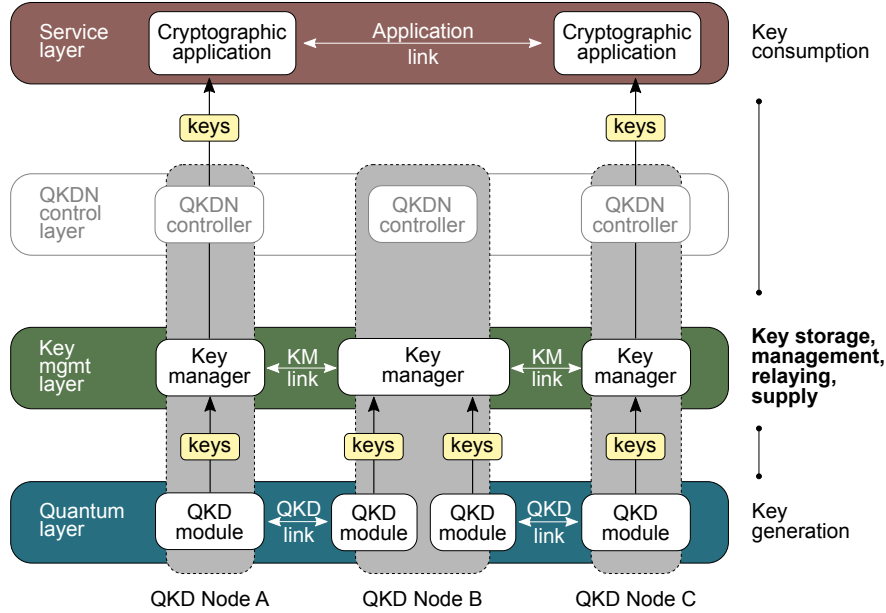 Service
layer
Cryptographic
application
Application
link
Cryptographic
application
Key
consumption
keys
keys
QKDN
control
layer
QKDN
controller
QKDN
controller
QKDN
controller
Key
mgmt
layer
Key
manager
KM
link
Key
manager
KM
link
Key
manager
Key storage,
management,
relaying,
supply
keys
keys
keys
keys
Quantum
layer
QKD
module
QKD
link
QKD
module
QKD
module
QKD
link
QKD
module
Key
generation
QKD Node A
QKD Node B
QKD Node C